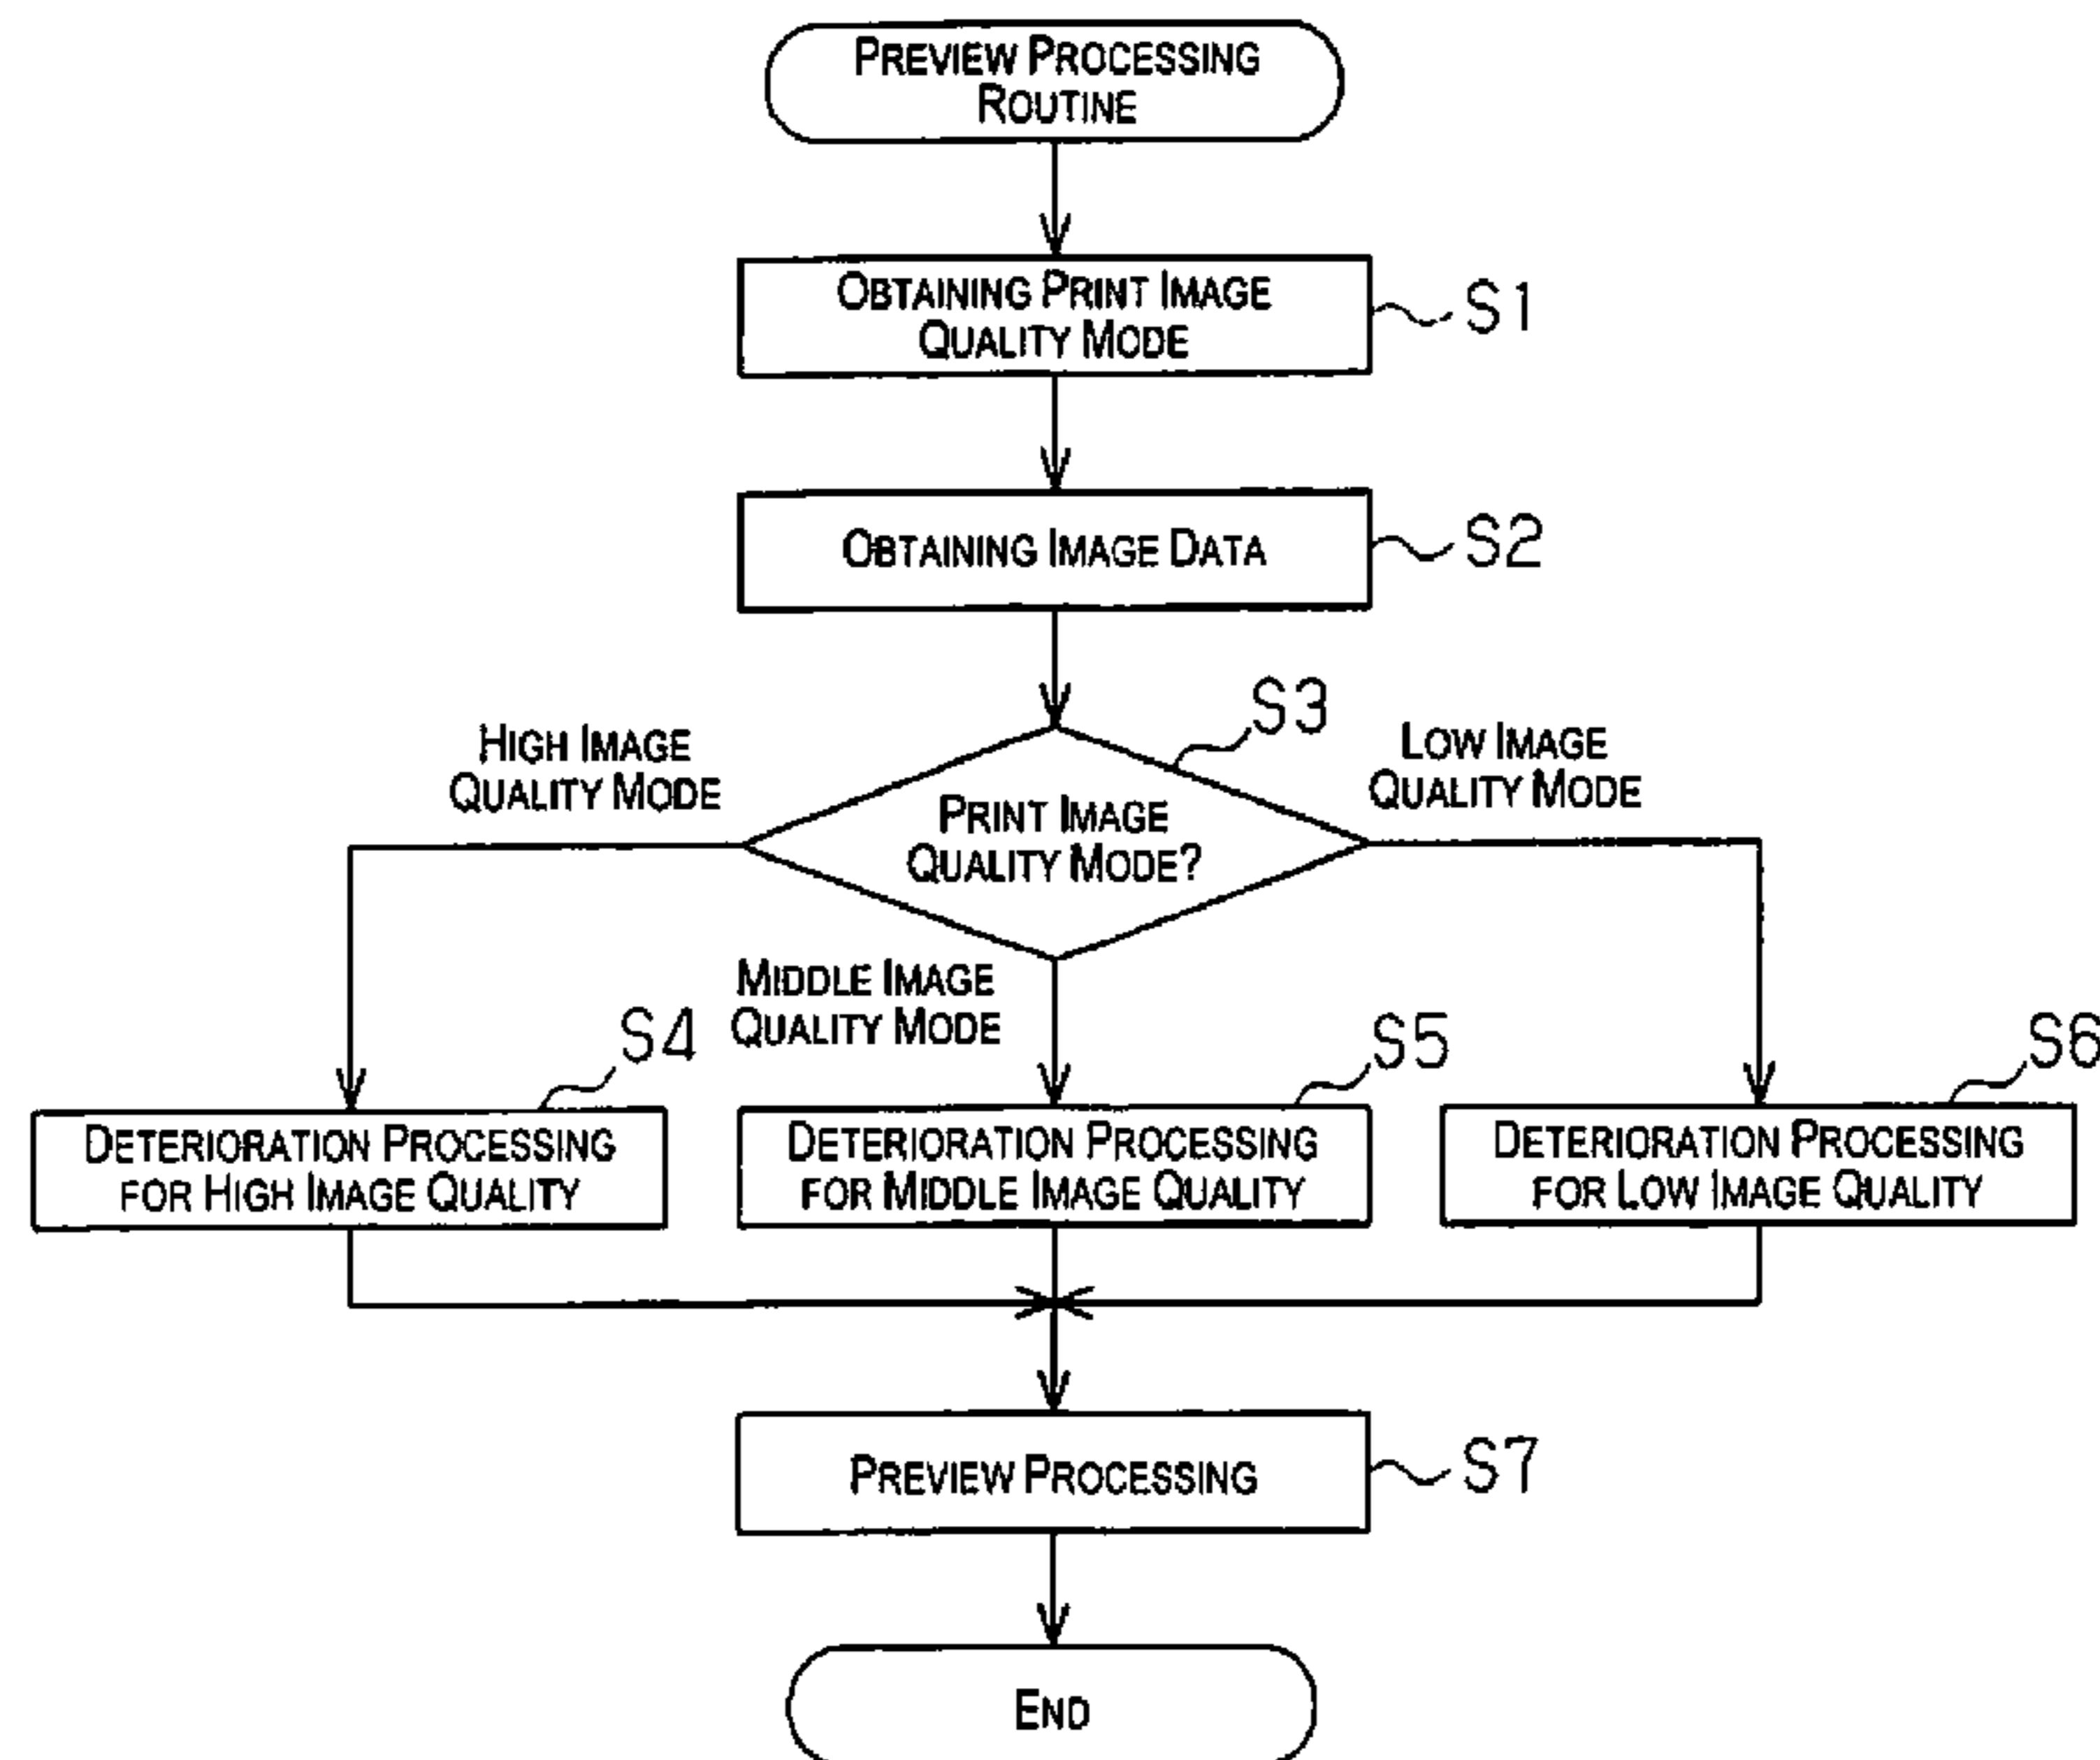 PREVIEW PROCESSING
ROUTINE
OBTAINING PRINT IMAGE
QUALITY MODE
S1
OBTAINING IMAGE DATA
S2
S3
HIGH IMAGE
QUALITY MODE
PRINT IMAGE
QUALITY MODE?
LOW IMAGE
QUALITY MODE
MIDDLE IMAGE
QUALITY MODE
S4
S5
S6
DETERIORATION PROCESSING
FOR HIGH IMAGE QUALITY
DETERIORATION PROCESSING
FOR MIDDLE IMAGE QUALITY
DETERIORATION PROCESSING
FOR LOW IMAGE QUALITY
PREVIEW PROCESSING
S7
END